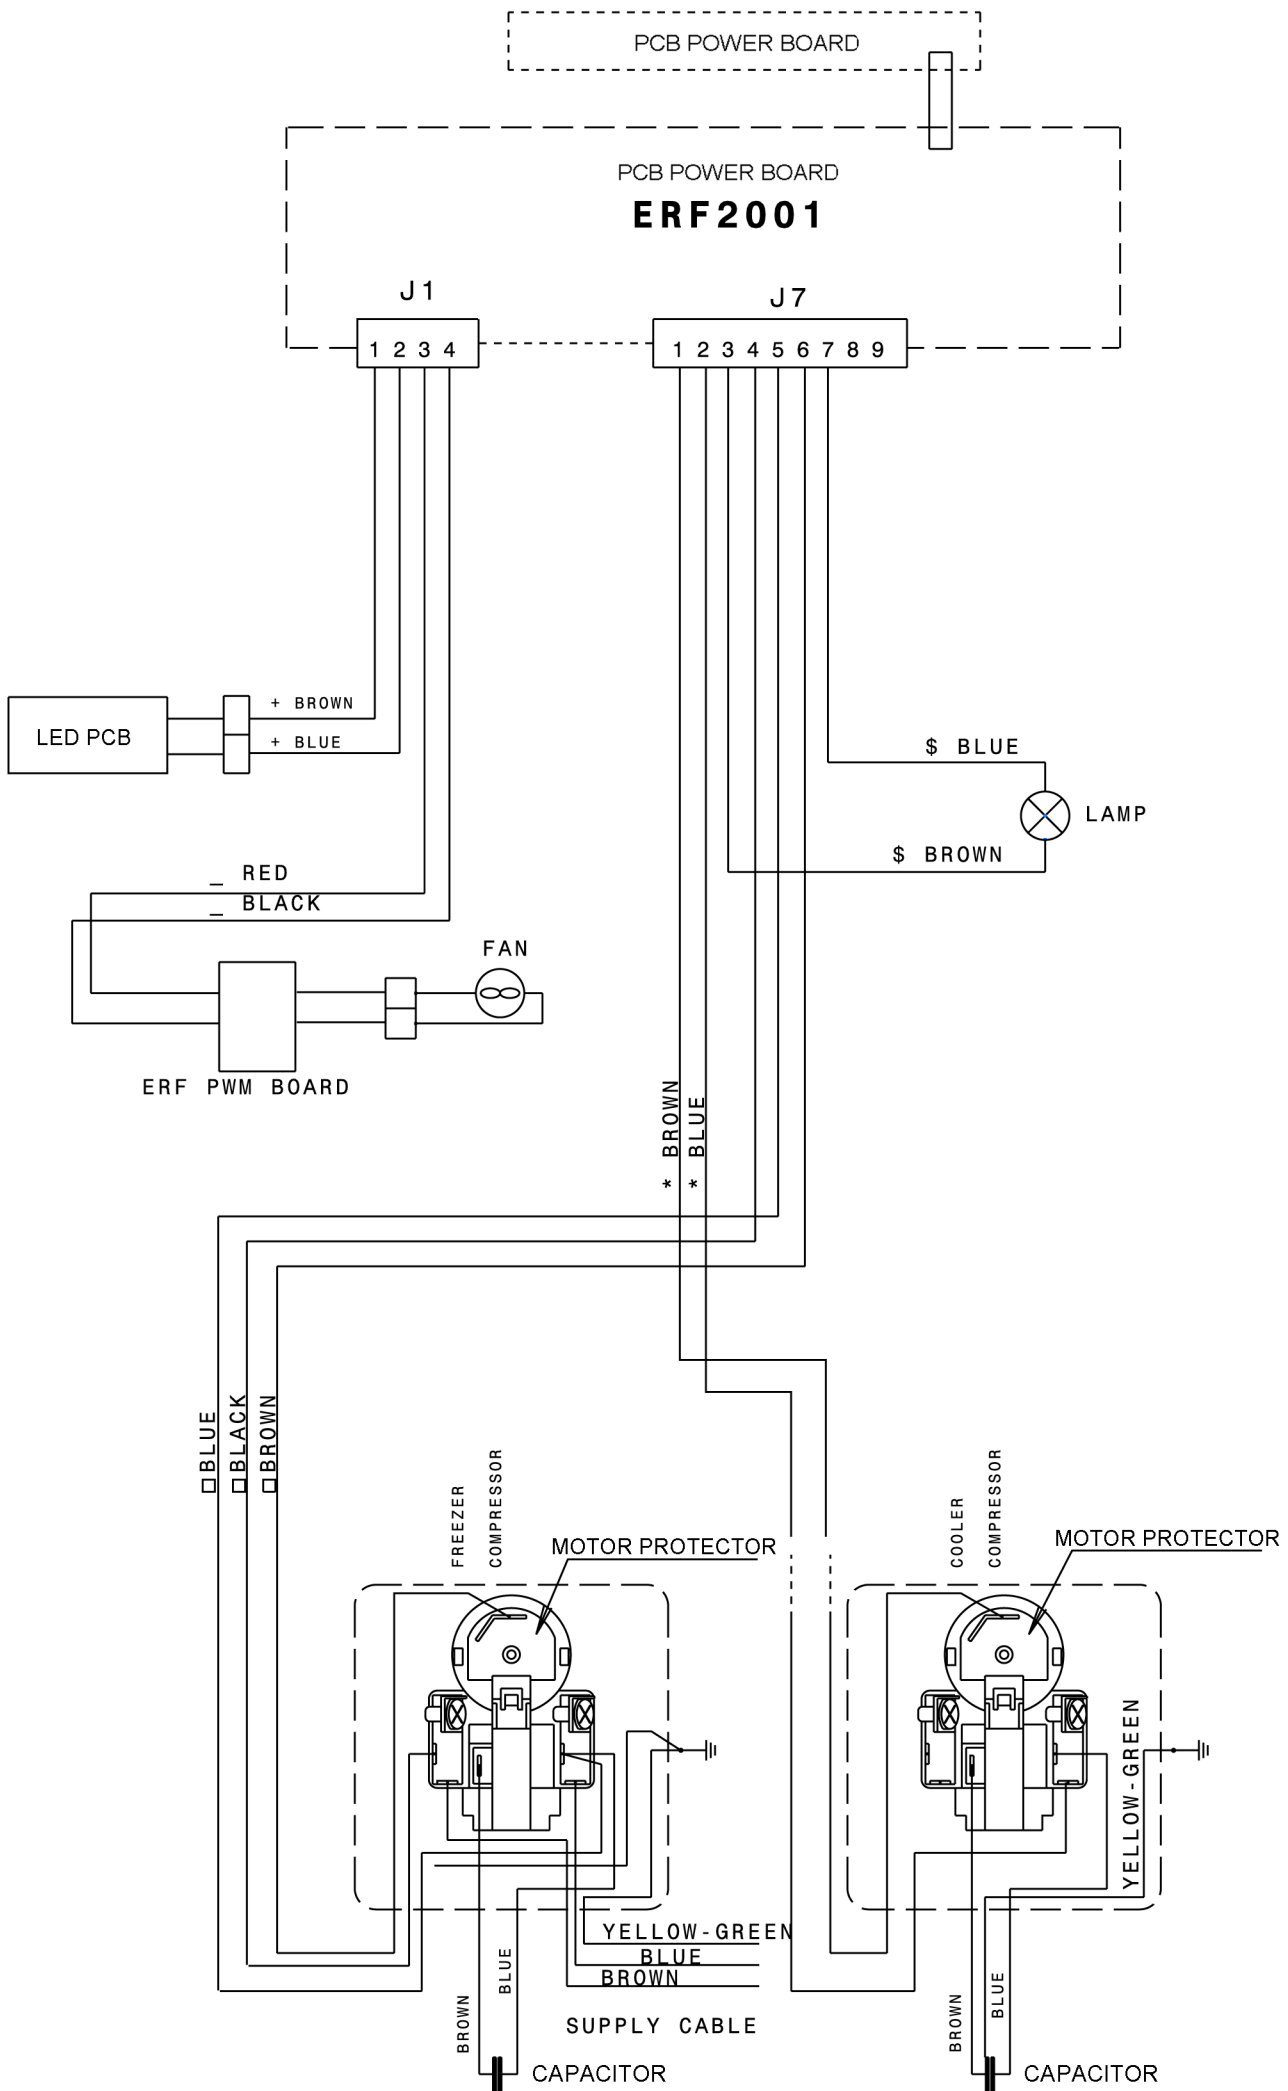 PCB POWER BOARD
PCB POWER BOARD
ERF2001
J1
J7
1 2 3 4
1 2 3 4 5 6 7 8 9
+ BROWN
+ BLUE
LED PCB
$ BLUE
LAMP
$ BROWN
_ RED
_ BLACK
FAN
ERF PWM BOARD
* BROWN
* BLUE
□BLUE
□BLACK
□BROWN
FREEZER
COMPRESSOR
MOTOR PROTECTOR
COOLER
COMPRESSOR
MOTOR PROTECTOR
YELLOW-GREEN
YELLOW-GREEN
BLUE
BROWN
SUPPLY CABLE
BROWN
BLUE
CAPACITOR
BROWN
BLUE
CAPACITOR